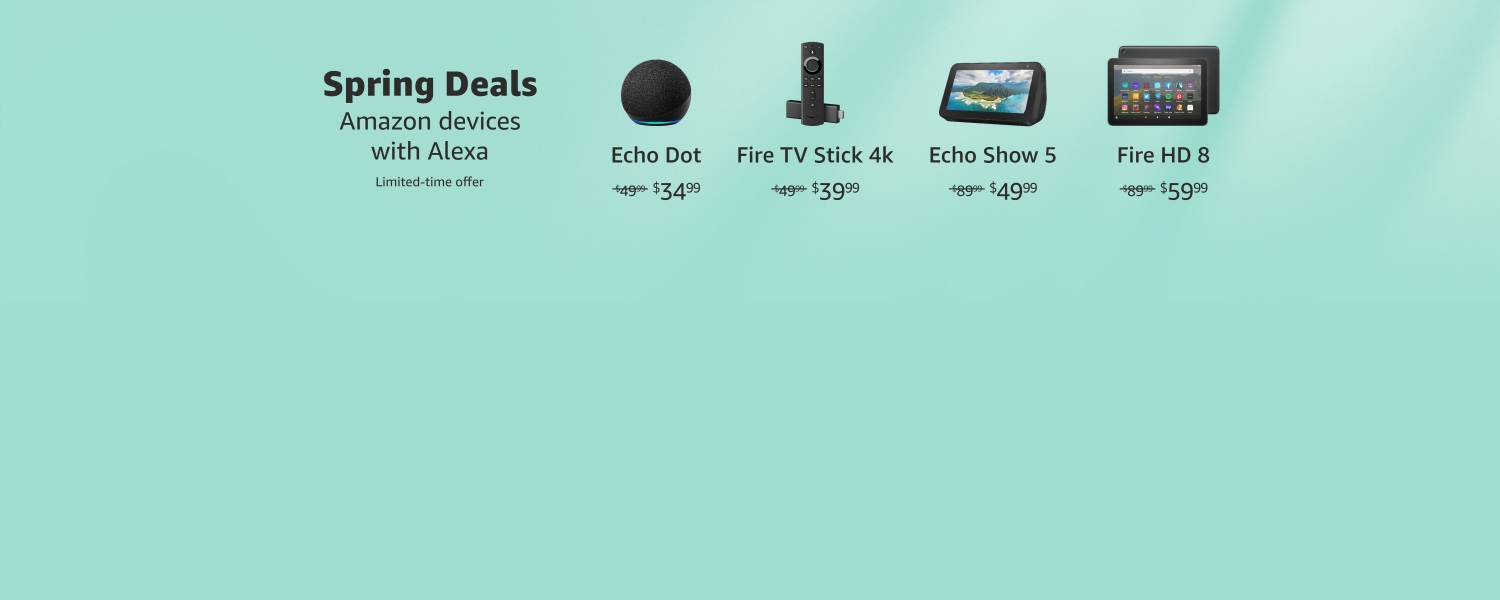 Spring Deals
Amazon devices
with Alexa
Limited-time offer
Echo Dot
$49.99 $34.99
Fire TV Stick 4k
$49.99 $39.99
Echo Show 5
$89.99 $49.99
Fire HD 8
$89.99 $59.99